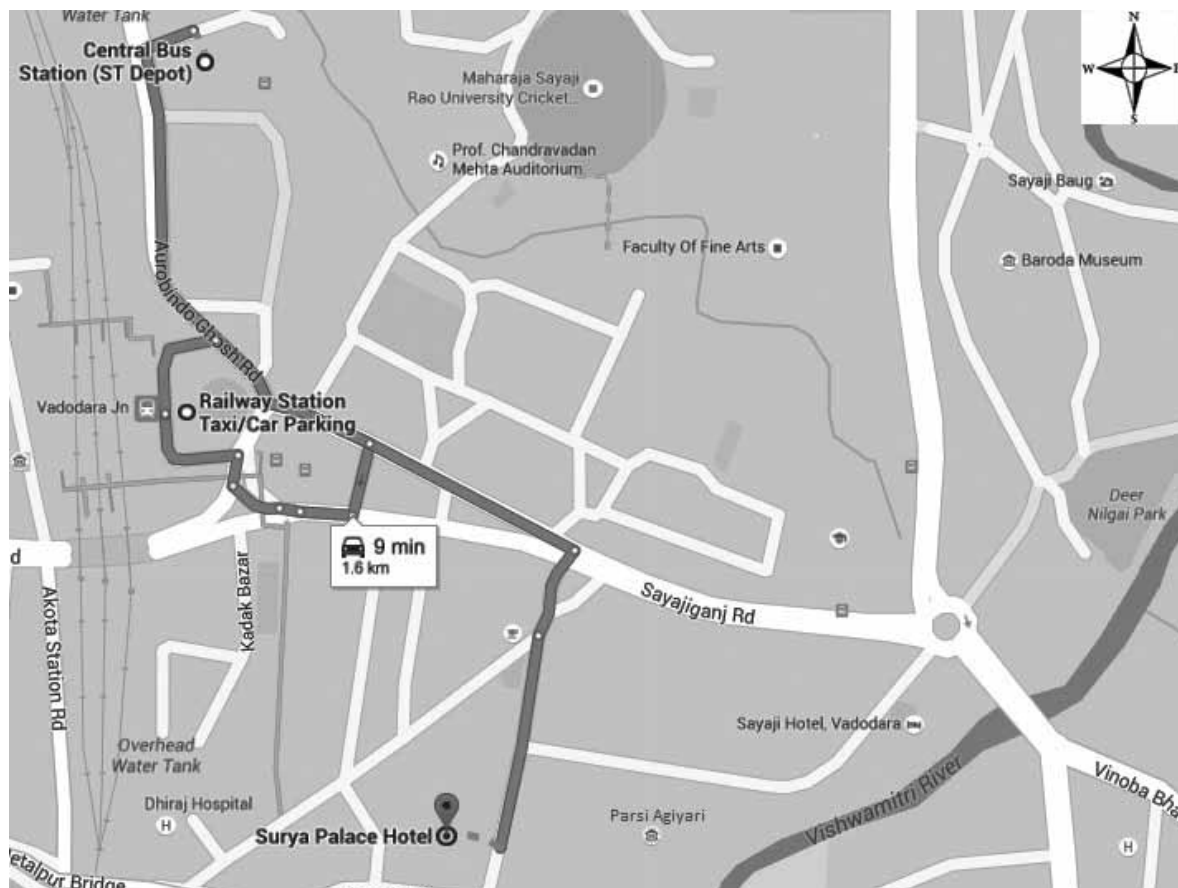 Water Tank
Central Bus
Station (ST Depot)
N
W
E
S
Maharaja Sayaji
Rao University Cricket...
Prof. Chandravadan
Mehta Auditorium
Sayaji Baug
Faculty Of Fine Arts
Baroda Museum
Aurobindo Ghosh Rd
Vadodara Jn
Railway Station
Taxi/Car Parking
Deer
Nilgai Park
d
9 min
1.6 km
Kadak Bazar
Akota Station Rd
Sayajiganj Rd
Sayaji Hotel, Vadodara
Overhead
Water Tank
Vinoba Bha
Vishwamitri River
Dhiraj Hospital
H
Surya Palace Hotel
Parsi Agiyari
H
etalpur Bridge